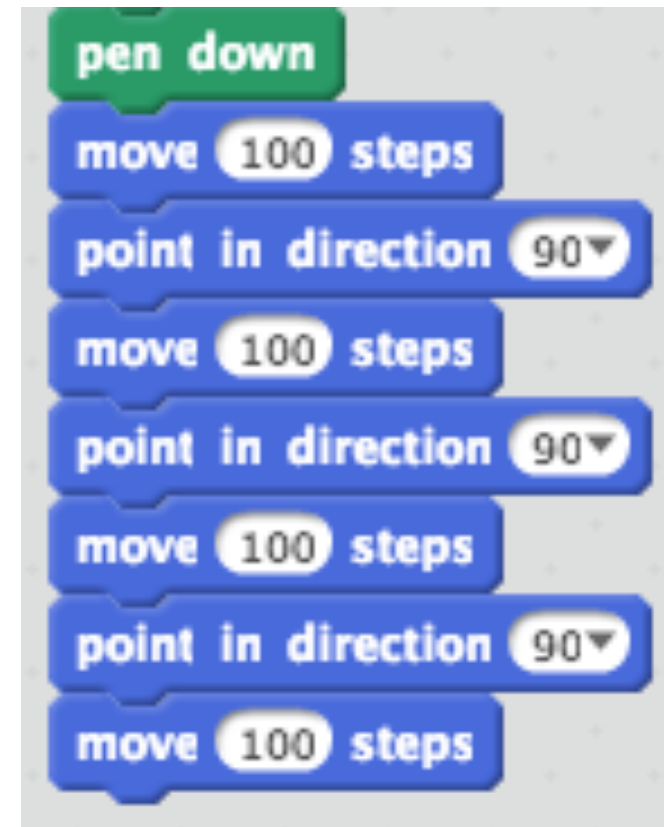 pen down
move 100 steps
point in direction 90
move 100 steps
point in direction 90
move 100 steps
point in direction 90
move 100 steps